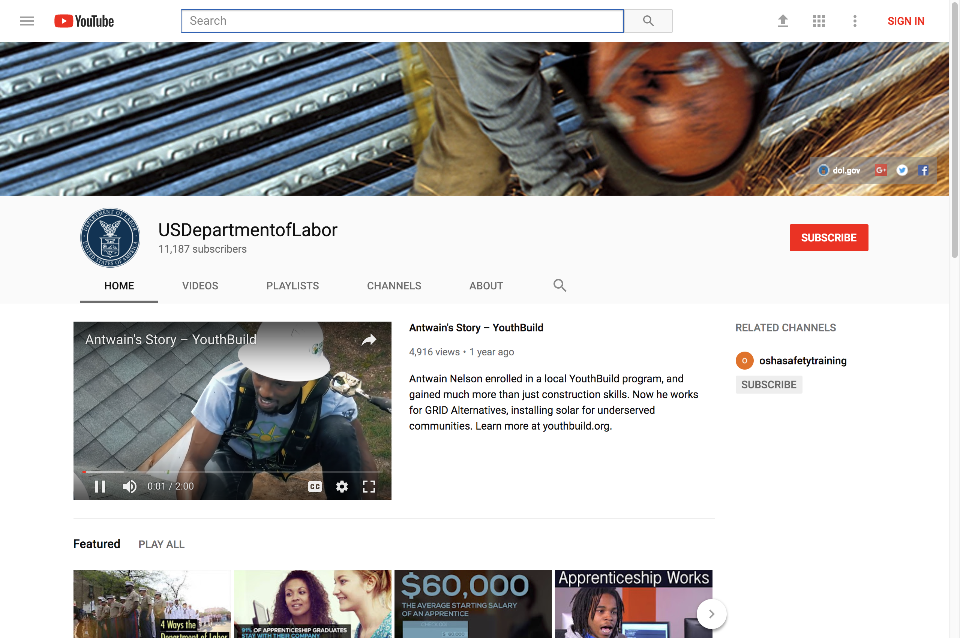 YouTube
Search
SIGN IN
dol.gov
G+
USDepartmentofLabor
11,187 subscribers
SUBSCRIBE
HOME
VIDEOS
PLAYLISTS
CHANNELS
ABOUT
Antwain's Story – YouthBuild
0:01 / 2:00
CC
Antwain's Story – YouthBuild
4,916 views • 1 year ago
Antwain Nelson enrolled in a local YouthBuild program, and
gained much more than just construction skills. Now he works
for GRID Alternatives, installing solar for underserved
communities. Learn more at youthbuild.org.
RELATED CHANNELS
O
oshasafetytraining
SUBSCRIBE
Featured
PLAY ALL
4 Ways the
Department of Labor
91% OF APPRENTICESHIP GRADUATES
STAY WITH THEIR COMPANY
$60,000
THE AVERAGE STARTING SALARY
OF AN APPRENTICE
Apprenticeship Works